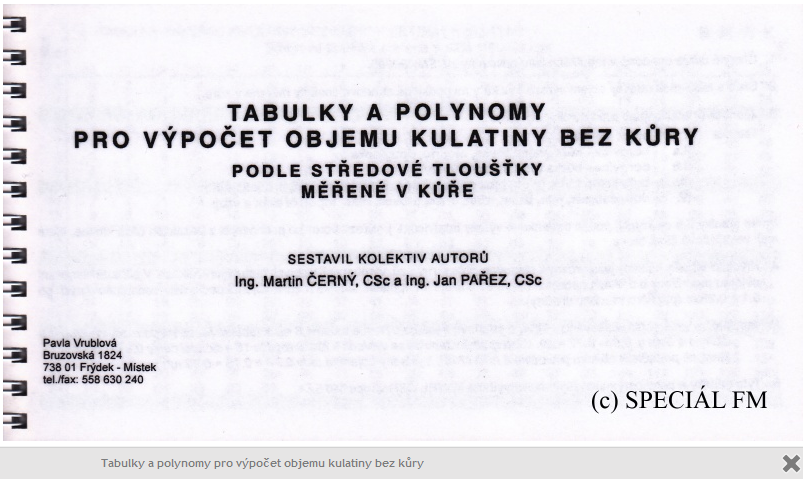 TABULKY A POLYNOMY
PRO VÝPOČET OBJEMU KULATINY BEZ KŮRY
PODLE STŘEDOVÉ TLOUŠŤKY
MĚŘENÉ V KŮŘE
SESTAVIL KOLEKTIV AUTORŮ
Ing. Martin ČERNÝ, CSc a Ing. Jan PAŘEZ, CSc
Pavla Vrublová
Bruzovská 1824
738 01 Frýdek - Místek
tel./fax: 558 630 240
(c) SPECIÁL FM
Tabulky a polynomy pro výpočet objemu kulatiny bez kůry